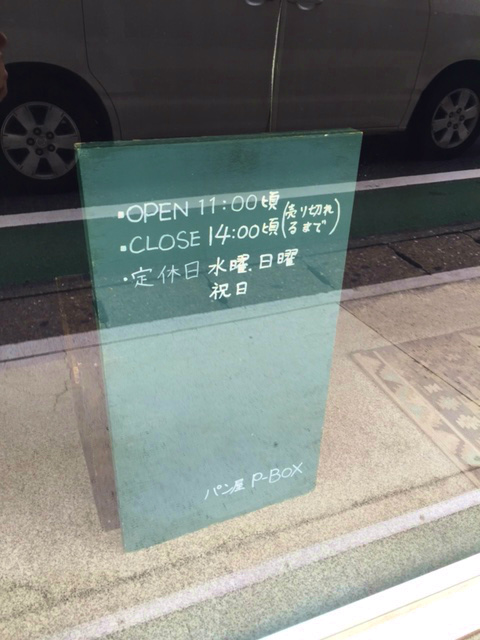 ・OPEN 11:00頃(売り切れ
・CLOSE 14:00頃 るまで)
・定休日 水曜、日曜
祝日
パン屋 P-BOX